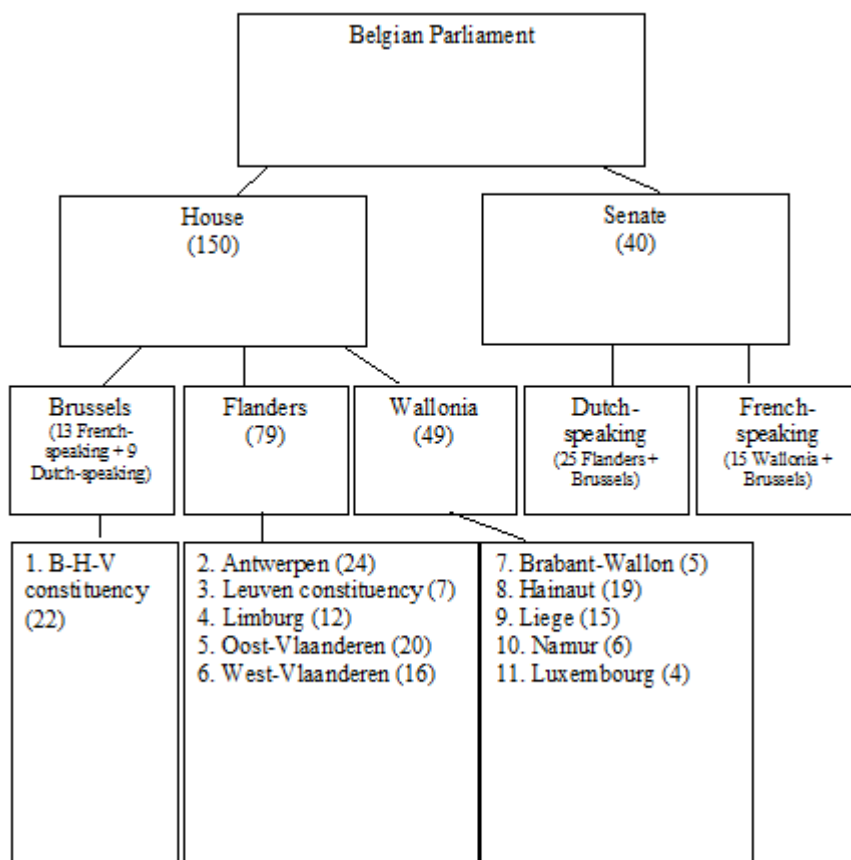 Belgian Parliament
House
(150)
Senate
(40)
Brussels
(13 French-
speaking + 9
Dutch-speaking)
Flanders
(79)
Wallonia
(49)
Dutch-
speaking
(25 Flanders +
Brussels)
French-
speaking
(15 Wallonia +
Brussels)
1. B-H-V
constituency
(22)
2. Antwerpen (24)
3. Leuven constituency (7)
4. Limburg (12)
5. Oost-Vlaanderen (20)
6. West-Vlaanderen (16)
7. Brabant-Wallon (5)
8. Hainaut (19)
9. Liege (15)
10. Namur (6)
11. Luxembourg (4)